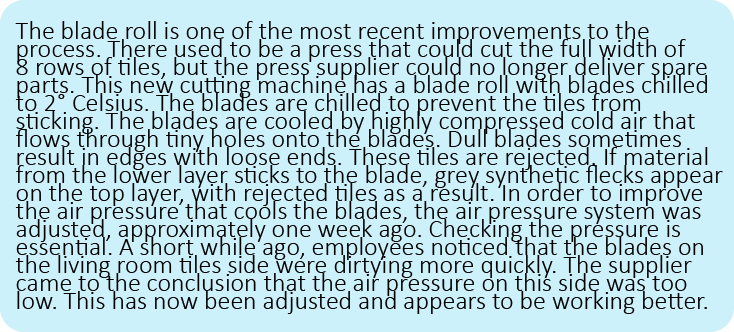 The blade roll is one of the most recent improvements to the
process. There used to be a press that could cut the full width of
8 rows of tiles, but the press supplier could no longer deliver spare
parts. This new cutting machine has a blade roll with blades chilled
to 2° Celsius. The blades are chilled to prevent the tiles from
sticking. The blades are cooled by highly compressed cold air that
flows through tiny holes onto the blades. Dull blades sometimes
result in edges with loose ends. These tiles are rejected. If material
from the lower layer sticks to the blade, grey synthetic flecks appear
on the top layer, with rejected tiles as a result. In order to improve
the air pressure that cools the blades, the air pressure system was
adjusted, approximately one week ago. Checking the pressure is
essential. A short while ago, employees noticed that the blades on
the living room tiles side were dirtying more quickly. The supplier
came to the conclusion that the air pressure on this side was too
low. This has now been adjusted and appears to be working better.